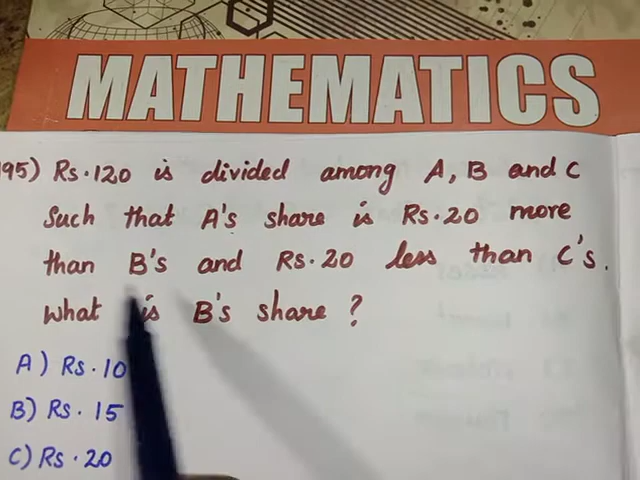 MATHEMATICS
95) Rs.120 is divided among A, B and C
Such that A's share is Rs.20 more
than B's and Rs.20 less than C's.
What is B's share ?
A) Rs.10
B) Rs.15
C) Rs.20